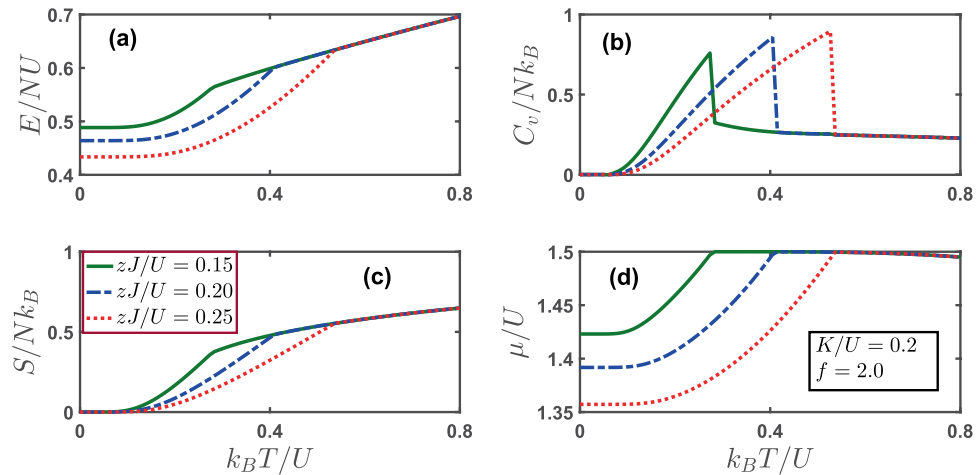 (a)
E/NU
0.7
0.6
0.5
0.4
0
0.4
0.8
(b)
C_v/Nk_B
1
0.5
0
0
0.4
0.8
(c)
S/Nk_B
1
0.5
0
zJ/U = 0.15
zJ/U = 0.20
zJ/U = 0.25
0
0.4
0.8
k_BT/U
(d)
μ/U
1.5
1.45
1.4
1.35
K/U = 0.2
f = 2.0
0
0.4
0.8
k_BT/U